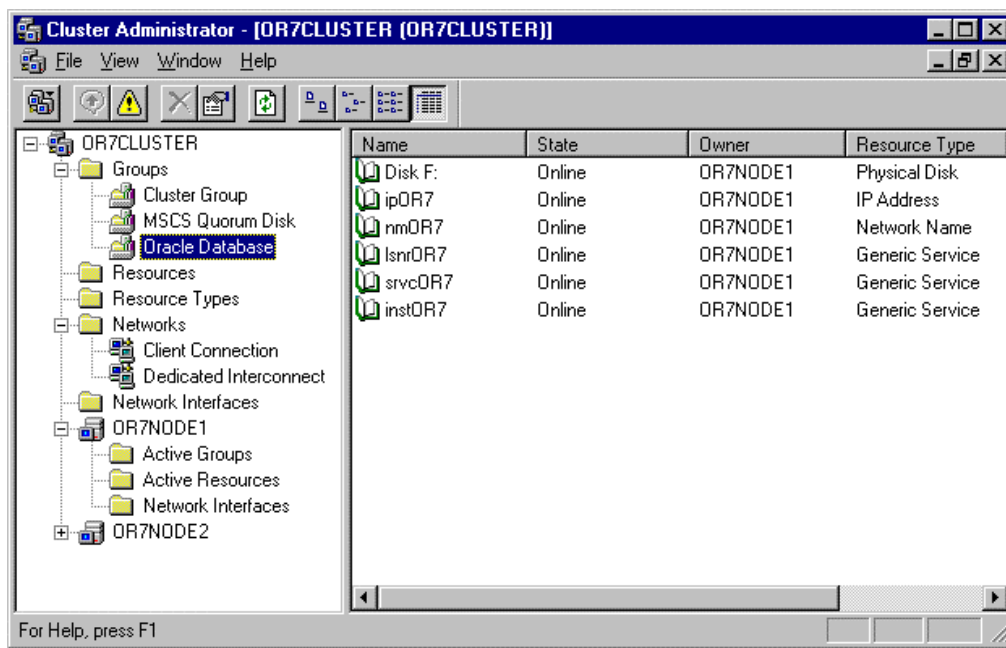 Cluster Administrator - [OR7CLUSTER (OR7CLUSTER)]
File View Window Help
OR7CLUSTER
Groups
Cluster Group
MSCS Quorum Disk
Oracle Database
Resources
Resource Types
Networks
Client Connection
Dedicated Interconnect
Network Interfaces
OR7NODE1
Active Groups
Active Resources
Network Interfaces
OR7NODE2
Name State Owner Resource Type
Disk F: Online OR7NODE1 Physical Disk
ipOR7 Online OR7NODE1 IP Address
nmOR7 Online OR7NODE1 Network Name
lsnrOR7 Online OR7NODE1 Generic Service
srvcOR7 Online OR7NODE1 Generic Service
instOR7 Online OR7NODE1 Generic Service
For Help, press F1